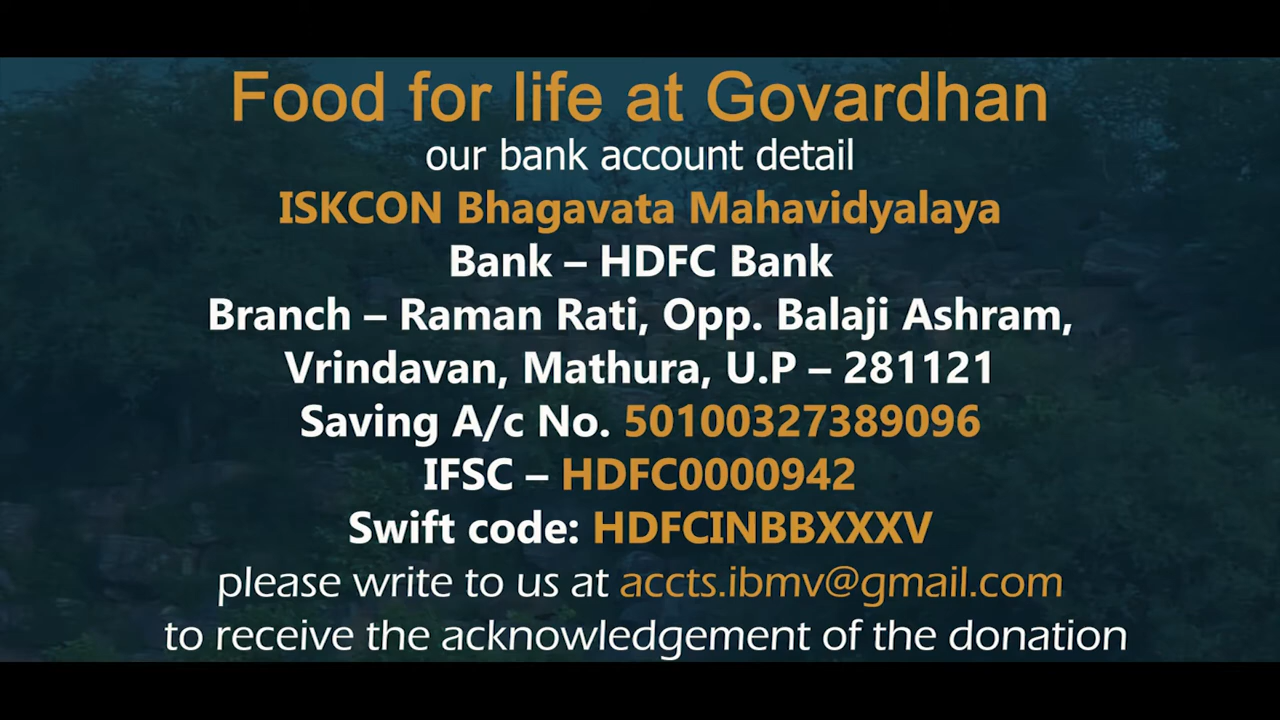 Food for life at Govardhan
our bank account detail
ISKCON Bhagavata Mahavidyalaya
Bank – HDFC Bank
Branch – Raman Rati, Opp. Balaji Ashram,
Vrindavan, Mathura, U.P – 281121
Saving A/c No. 50100327389096
IFSC – HDFC0000942
Swift code: HDFCINBBXXXV
please write to us at accts.ibmv@gmail.com
to receive the acknowledgement of the donation